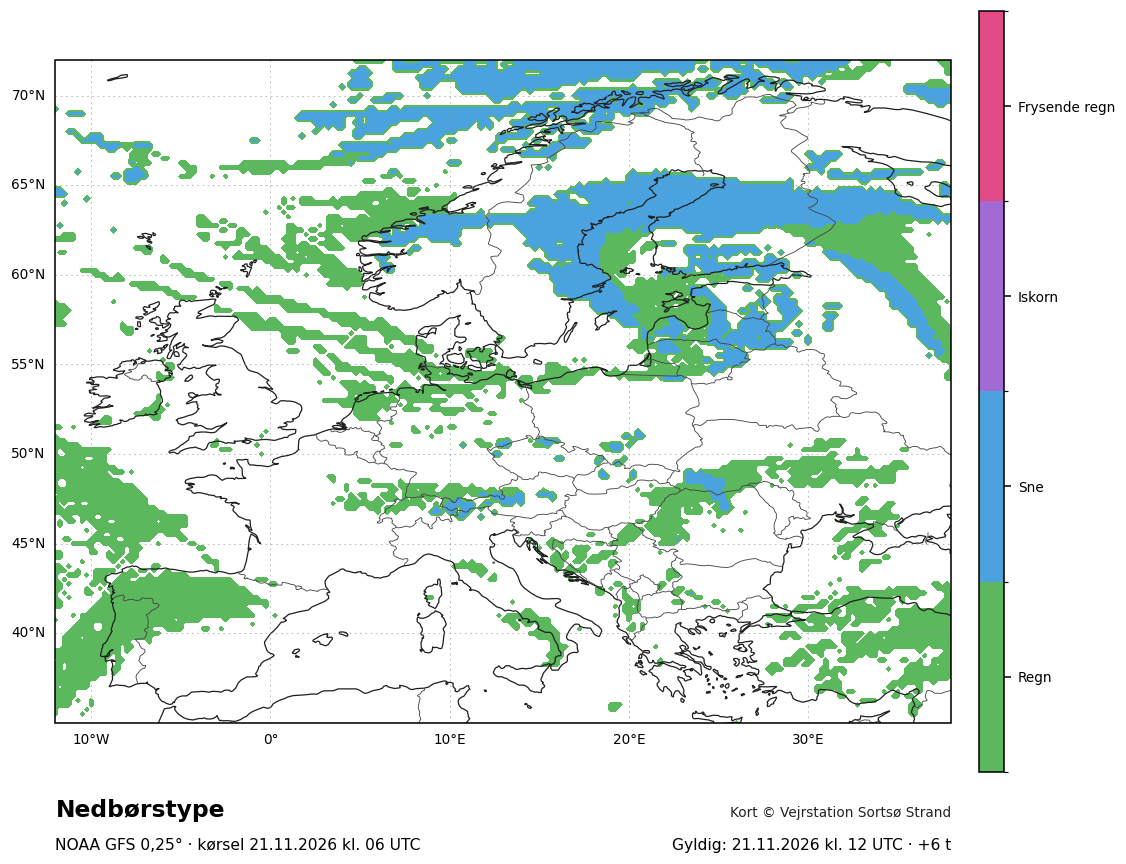 70°N
65°N
60°N
55°N
50°N
45°N
40°N
10°W
0°
10°E
20°E
30°E
Frysende regn
Iskorn
Sne
Regn
Nedbørstype
Kort © Vejrstation Sortsø Strand
NOAA GFS 0,25° · kørsel 21.11.2026 kl. 06 UTC
Gyldig: 21.11.2026 kl. 12 UTC · +6 t